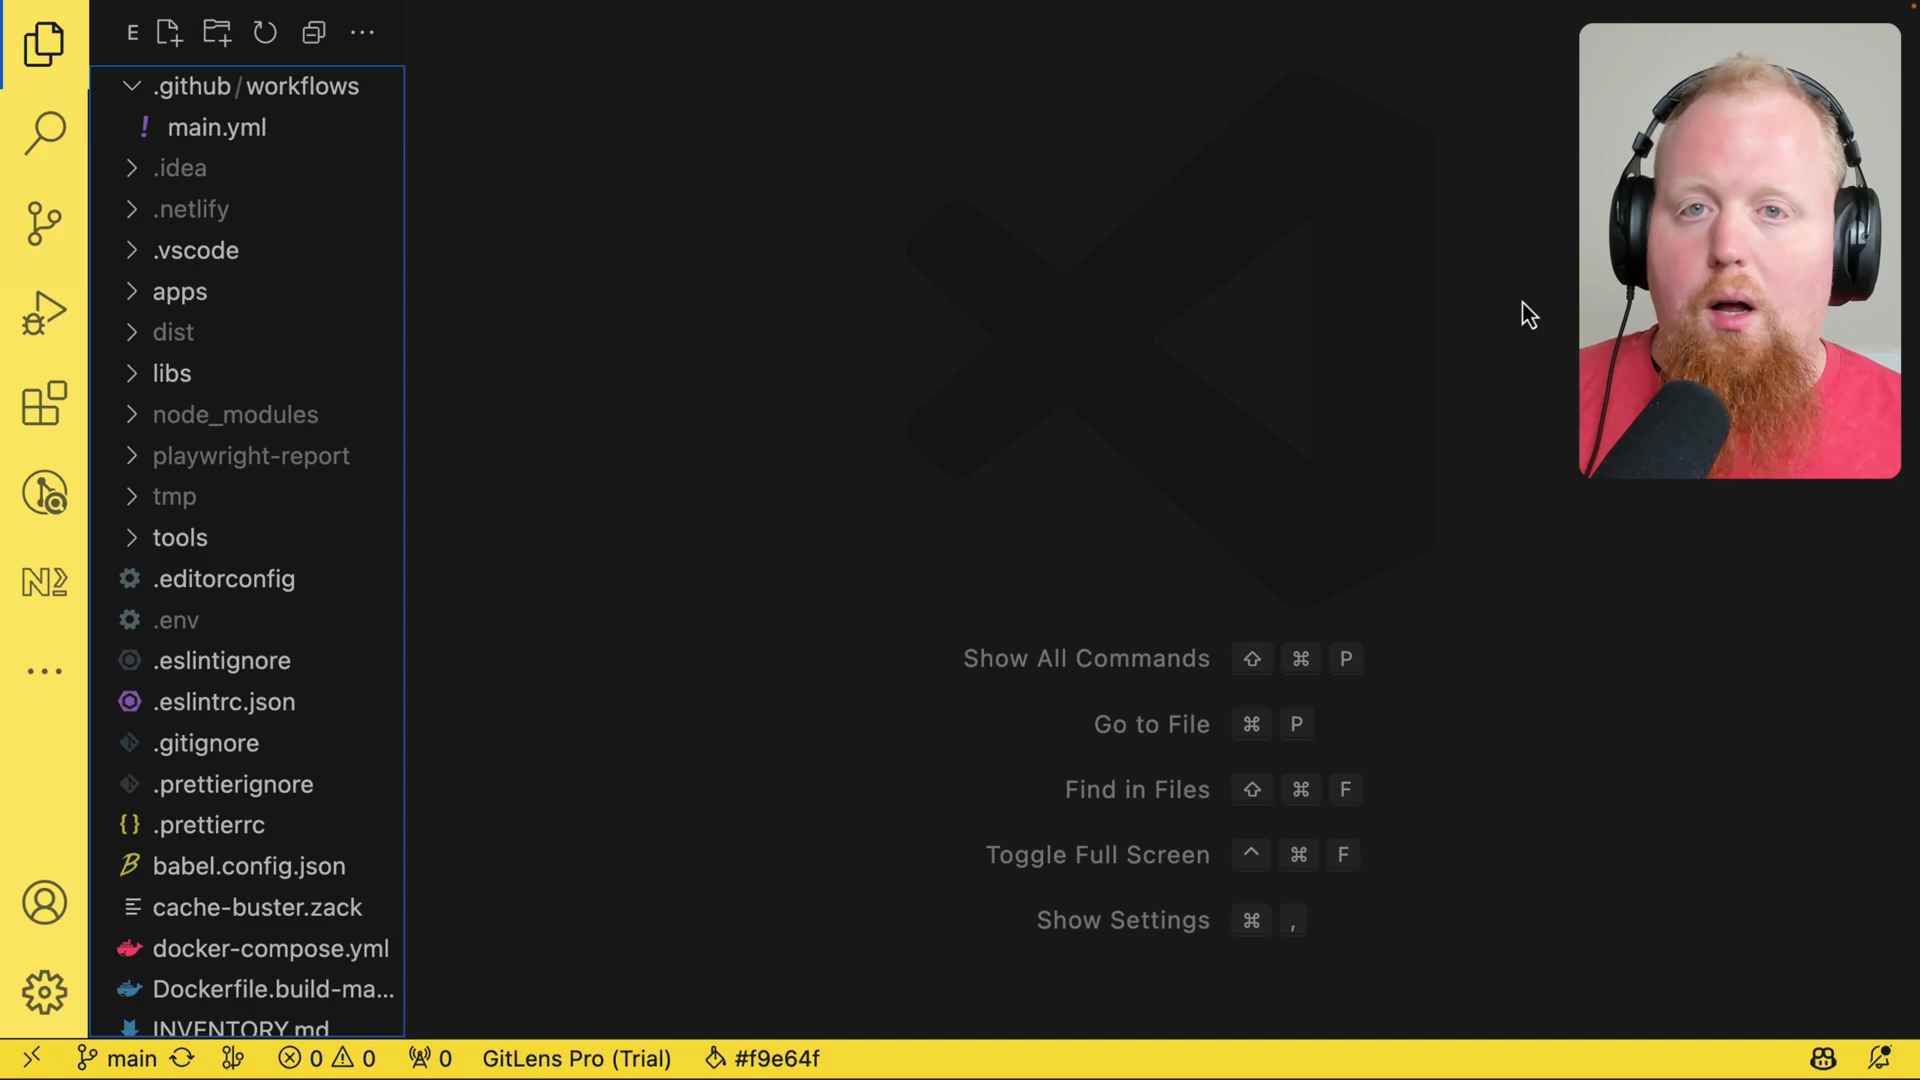 E
.github/workflows
! main.yml
.idea
.netlify
.vscode
apps
dist
libs
node_modules
playwright-report
tmp
tools
.editorconfig
.env
.eslintignore
.eslintrc.json
.gitignore
.prettierignore
{} .prettierrc
babel.config.json
cache-buster.zack
docker-compose.yml
Dockerfile.build-ma...
INVENTORY.md
Show All Commands ⇧ ⌘ P
Go to File ⌘ P
Find in Files ⇧ ⌘ F
Toggle Full Screen ^ ⌘ F
Show Settings ⌘ ,
main 0 0 0 GitLens Pro (Trial) #f9e64f